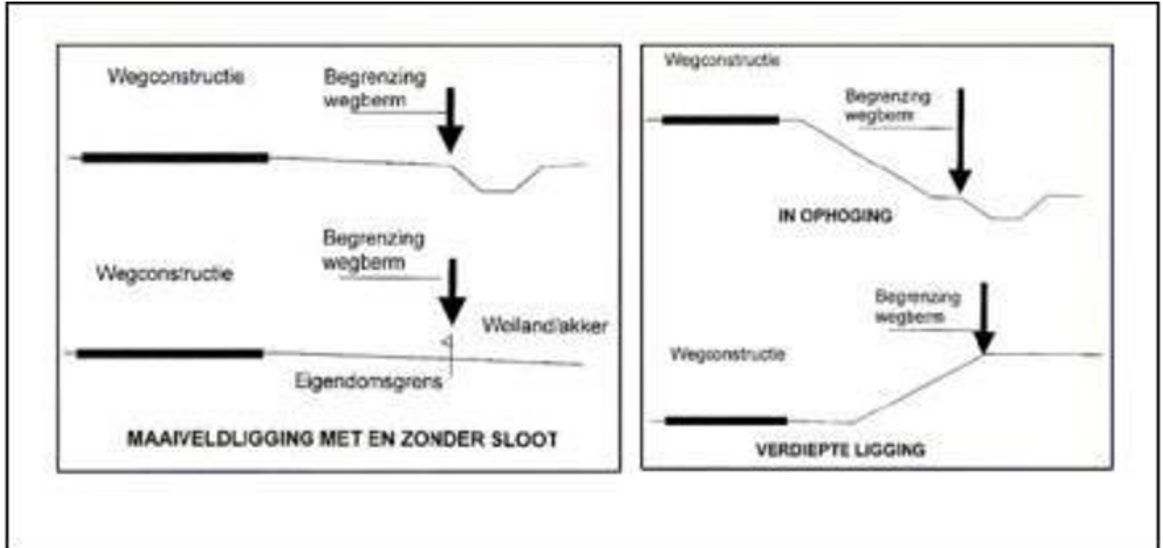 Wegconstructie
Begrenzing
wegberm
Wegconstructie
Begrenzing
wegberm
Weiland/akker
Eigendomsgrens
MAAIVELDLIGGING MET EN ZONDER SLOOT
Wegconstructie
Begrenzing
wegberm
IN OPHOGING
Begrenzing
wegberm
Wegconstructie
VERDIEPTE LIGGING